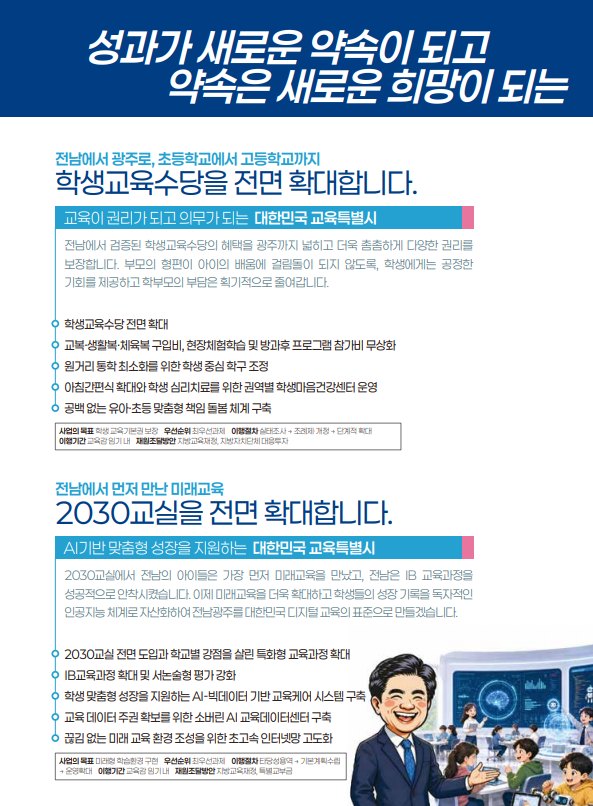 성과가 새로운 약속이 되고
약속은 새로운 희망이 되는
전남에서 광주로, 초등학교에서 고등학교까지
학생교육수당을 전면 확대합니다.
교육이 권리가 되고 의무가 되는 대한민국 교육특별시
전남에서 검증된 학생교육수당의 혜택을 광주까지 넓히고 더욱 촘촘하게 다양한 권리를
보장합니다. 부모의 형편이 아이의 배움에 걸림돌이 되지 않도록, 학생에게는 공정한
기회를 제공하고 학부모의 부담은 획기적으로 줄여갑니다.
학생교육수당 전면 확대
교복·생활복·체육복 구입비, 현장체험학습 및 방과후 프로그램 참가비 무상화
원거리 통학 최소화를 위한 학생 중심 학구 조정
아침간편식 확대와 학생 심리치료를 위한 권역별 학생마음건강센터 운영
공백 없는 유아·초등 맞춤형 책임 돌봄 체계 구축
사업의 목표 학생 교육기본권 보장 우선순위 최우선과제 이행절차 실태조사 → 조례제·개정 → 단계적 확대
이행기간 교육감 임기 내 재원조달방안 지방교육재정, 지방자치단체 대응투자
전남에서 먼저 만난 미래교육
2030교실을 전면 확대합니다.
AI기반 맞춤형 성장을 지원하는 대한민국 교육특별시
2030교실에서 전남의 아이들은 가장 먼저 미래교육을 만났고, 전남은 IB 교육과정을
성공적으로 안착시켰습니다. 이제 미래교육을 더욱 확대하고 학생들의 성장 기록을 독자적인
인공지능 체계로 자산화하여 전남광주를 대한민국 디지털 교육의 표준으로 만들겠습니다.
2030교실 전면 도입과 학교별 강점을 살린 특화형 교육과정 확대
IB교육과정 확대 및 서논술형 평가 강화
학생 맞춤형 성장을 지원하는 AI-빅데이터 기반 교육케어 시스템 구축
교육 데이터 주권 확보를 위한 소버린 AI 교육데이터센터 구축
끊김 없는 미래 교육 환경 조성을 위한 초고속 인터넷망 고도화
사업의 목표 미래형 학습환경 구현 우선순위 최우선과제 이행절차 타당성용역 → 기본계획수립
→ 운영확대 이행기간 교육감 임기 내 재원조달방안 지방교육재정, 특별교부금